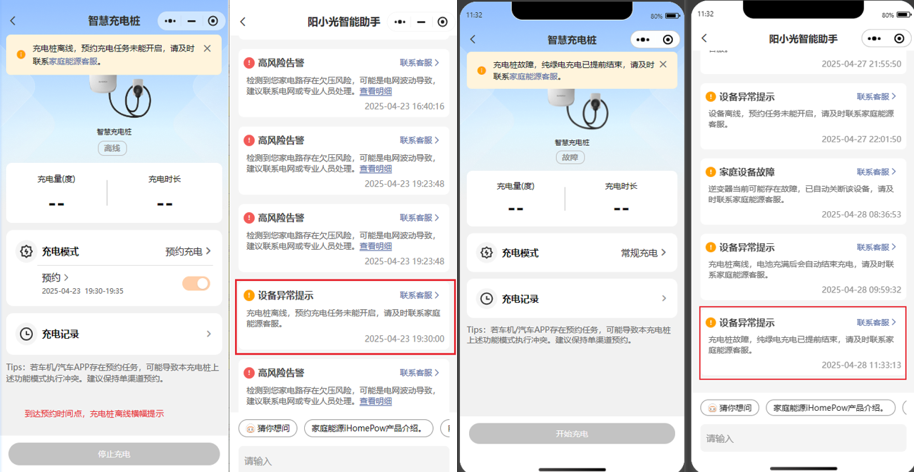 智慧充电桩
充电桩离线，预约充电任务未能开启，请及时
联系家庭能源客服。
智慧充电桩
离线
充电量(度)
充电时长
--
--
充电模式
预约充电
预约
2025-04-23 19:30-19:35
充电记录
Tips：若车机/汽车APP存在预约任务，可能导致本充电桩上
述功能模式执行冲突。建议保持单渠道预约。
到达预约时间点，充电桩离线横幅提示
停止充电
阳小光智能助手
高风险告警
联系客服
检测到您家电路存在欠压风险，可能是电网波动导致，
建议联系电网或专业人员处理。查看明细
2025-04-23 16:40:16
高风险告警
联系客服
检测到您家电路存在欠压风险，可能是电网波动导致，
建议联系电网或专业人员处理。查看明细
2025-04-23 19:23:48
高风险告警
联系客服
检测到您家电路存在欠压风险，可能是电网波动导致，
建议联系电网或专业人员处理。查看明细
2025-04-23 19:23:48
设备异常提示
联系客服
充电桩离线，预约充电任务未能开启，请及时联系家庭
能源客服。
2025-04-23 19:30:00
高风险告警
联系客服
检测到您家电路存在欠压风险，可能是电网波动导致，
建议联系电网或专业人员处理。查看明细
猜你想问
家庭能源iHomePow产品介绍。
请输入
11:32
80%
智慧充电桩
充电桩故障，纯绿电充电已提前结束，请及时
联系家庭能源客服。
智慧充电桩
故障
充电量(度)
充电时长
--
--
充电模式
常规充电
充电记录
Tips：若车机/汽车APP存在预约任务，可能导致本充电桩
上述功能模式执行冲突。建议保持单渠道预约。
开始充电
11:32
80%
阳小光智能助手
2025-04-27 21:55:50
设备异常提示
联系客服
设备离线，预约任务未能开启，请及时联系家庭能源
客服。
2025-04-27 22:01:50
家庭设备故障
联系客服
逆变器当前可能存在故障，已自动关断该设备，请及
时联系家庭能源客服。
2025-04-28 08:36:53
设备异常提示
联系客服
充电桩离线，电池充满后会自动结束充电，请及时联
系家庭能源客服。
2025-04-28 09:59:32
设备异常提示
联系客服
充电桩故障，纯绿电充电已提前结束，请及时联系家
庭能源客服。
2025-04-28 11:33:13
猜你想问
家庭能源iHomePow产品介绍。
请输入